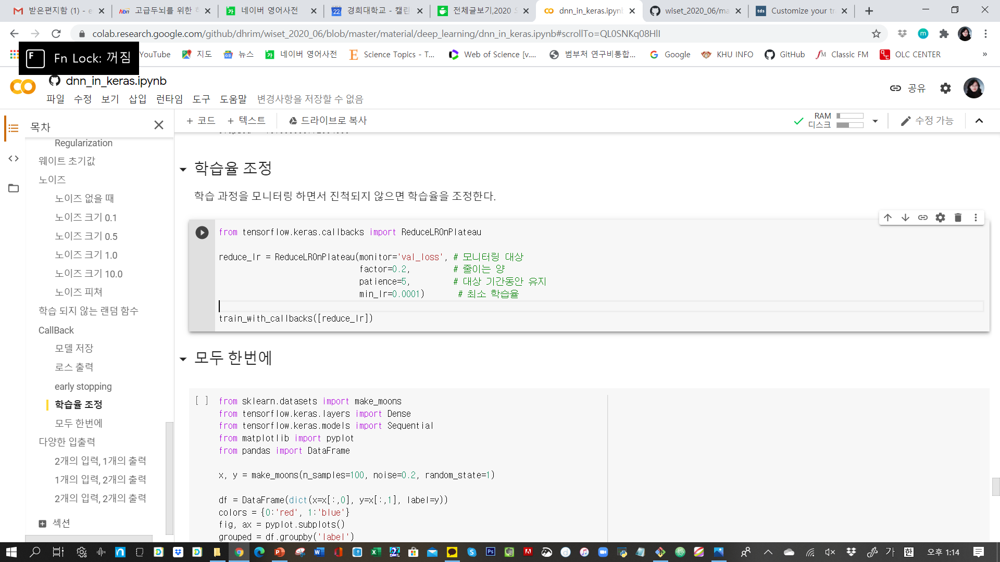 받은편지함 (1) - e
고급두뇌를 위한
네이버 영어사전
경희대학교 - 캘린
전체글보기,2020
dnn_in_keras.ipynb
wiset_2020_06/ma
Customize your tr
colab.research.google.com/github/dhrim/wiset_2020_06/blob/master/material/deep_learning/dnn_in_keras.ipynb#scrollTo=QL0SNKq08HlI
Fn Lock: 꺼짐
YouTube
지도
뉴스
네이버 영어사전
Science Topics - T...
Web of Science [v....
범부처 연구비통합...
Google
KHU INFO
GitHub
Classic FM
OLC CENTER
»
dnn_in_keras.ipynb
공유
파일 수정 보기 삽입 런타임 도구 도움말 변경사항을 저장할 수 없음
목차
+ 코드 + 텍스트 드라이브로 복사
RAM
디스크
수정 가능
Regularization
웨이트 초기값
노이즈
노이즈 없을 때
노이즈 크기 0.1
노이즈 크기 0.5
노이즈 크기 1.0
노이즈 크기 10.0
노이즈 피쳐
학습 되지 않는 랜덤 함수
CallBack
모델 저장
로스 출력
early stopping
학습율 조정
모두 한번에
다양한 입출력
2개의 입력, 1개의 출력
1개의 입력, 2개의 출력
2개의 입력, 2개의 출력
섹션
학습율 조정
학습 과정을 모니터링 하면서 진척되지 않으면 학습율을 조정한다.
from tensorflow.keras.callbacks import ReduceLROnPlateau
reduce_lr = ReduceLROnPlateau(monitor='val_loss', # 모니터링 대상
factor=0.2, # 줄이는 양
patience=5, # 대상 기간동안 유지
min_lr=0.0001) # 최소 학습율
train_with_callbacks([reduce_lr])
모두 한번에
[ ] from sklearn.datasets import make_moons
from tensorflow.keras.layers import Dense
from tensorflow.keras.models import Sequential
from matplotlib import pyplot
from pandas import DataFrame
x, y = make_moons(n_samples=100, noise=0.2, random_state=1)
df = DataFrame(dict(x=x[:,0], y=x[:,1], label=y))
colors = {0:'red', 1:'blue'}
fig, ax = pyplot.subplots()
grouped = df.groupby('label')
가 한 오후 1:14